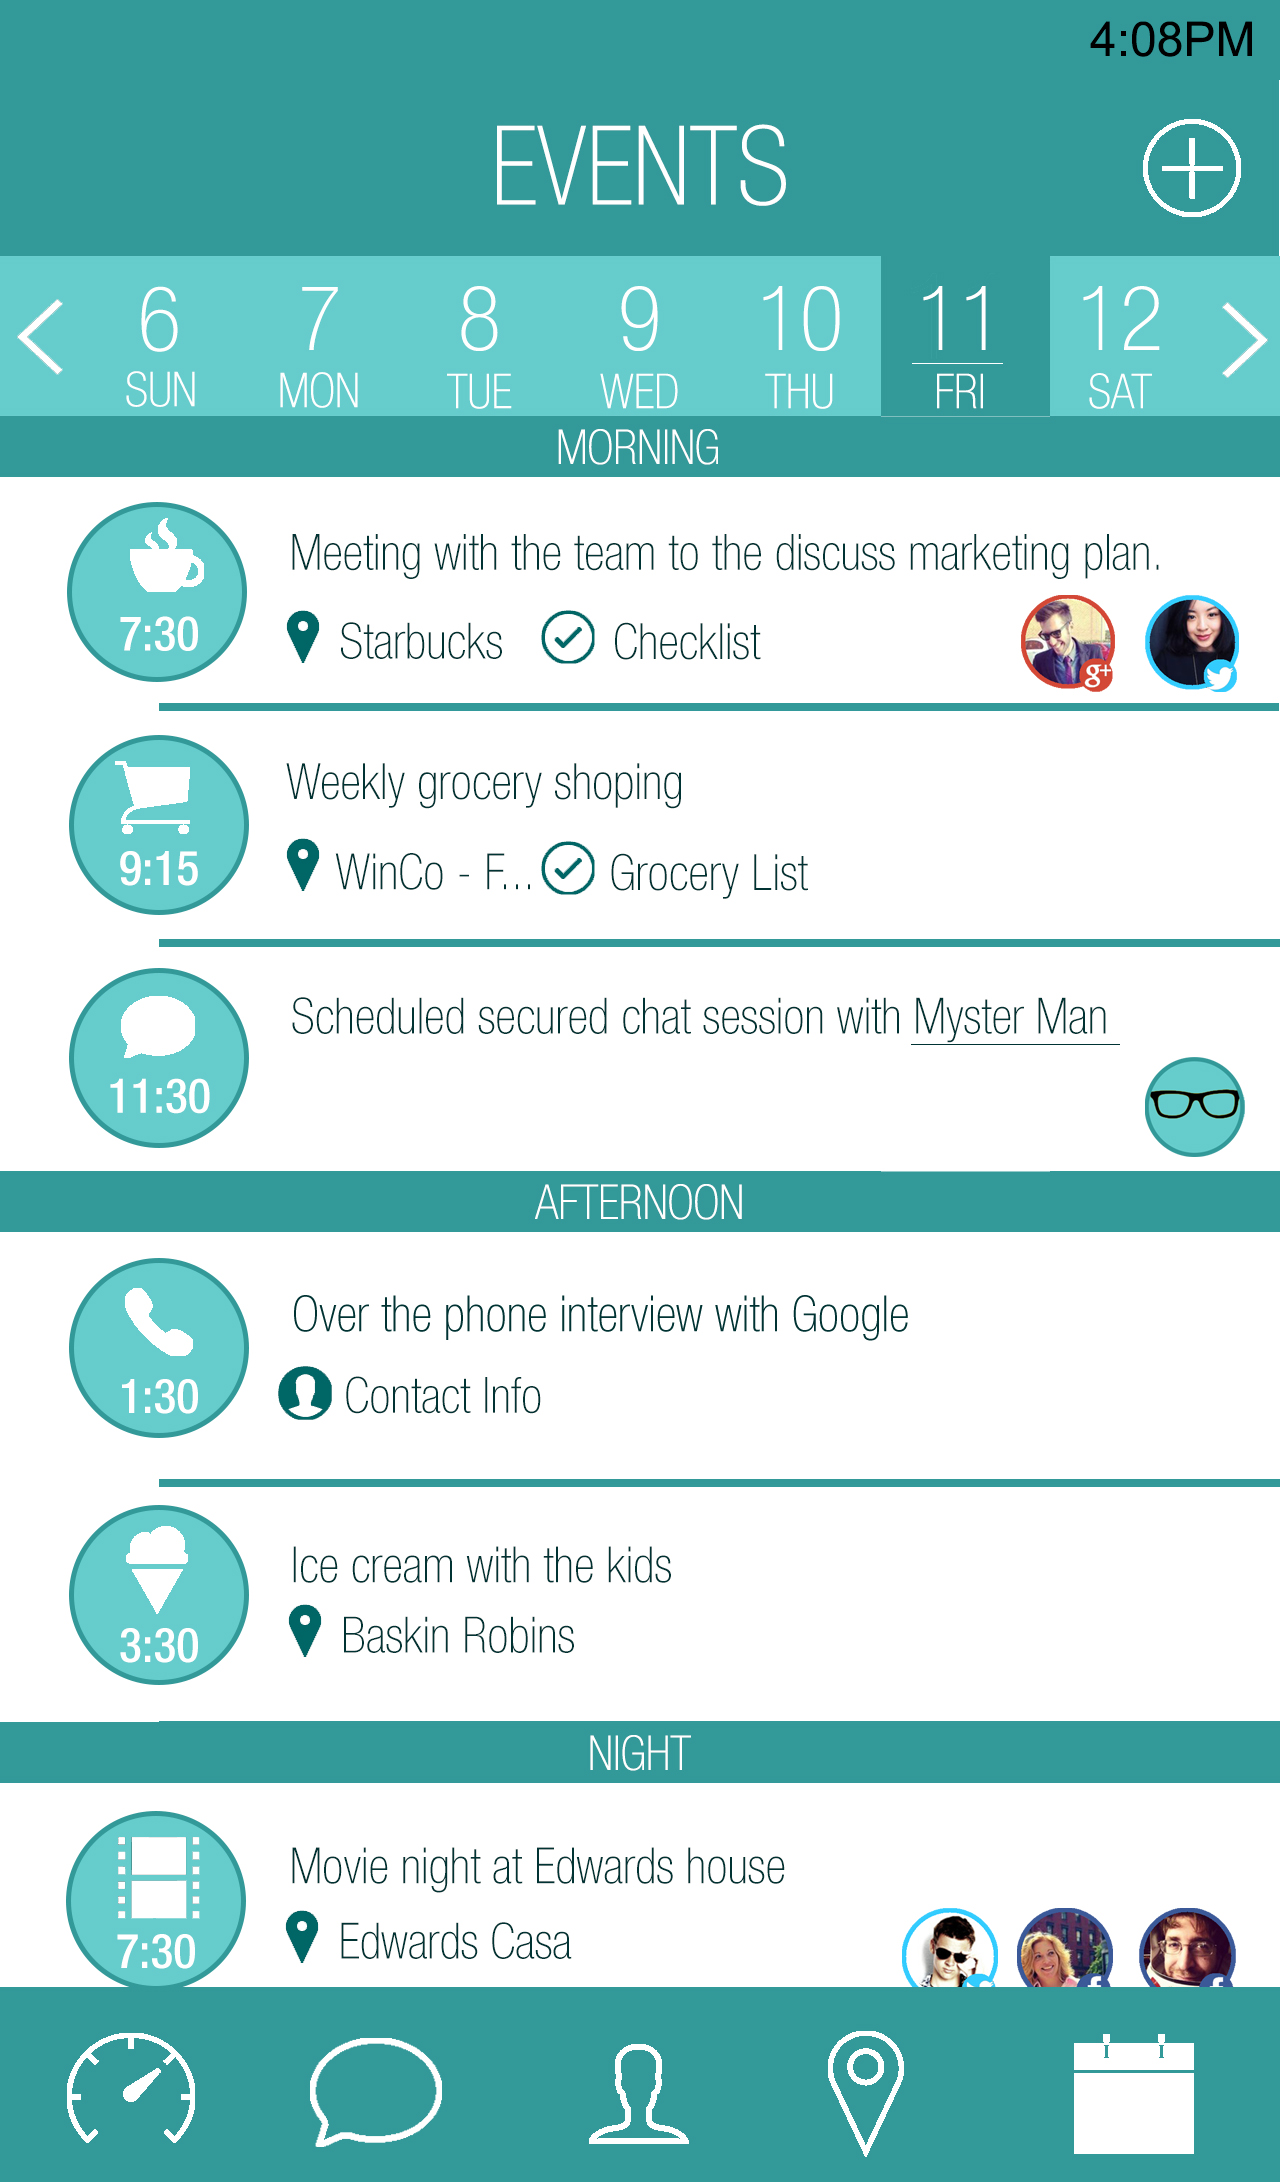 4:08PM
EVENTS
6 7 8 9 10 11 12
SUN MON TUE WED THU FRI SAT
MORNING
Meeting with the team to the discuss marketing plan.
7:30
Starbucks Checklist
g+
Weekly grocery shoping
9:15
WinCo - F... Grocery List
Scheduled secured chat session with Myster Man
11:30
AFTERNOON
Over the phone interview with Google
1:30
Contact Info
Ice cream with the kids
3:30
Baskin Robins
NIGHT
Movie night at Edwards house
7:30
Edwards Casa
f f